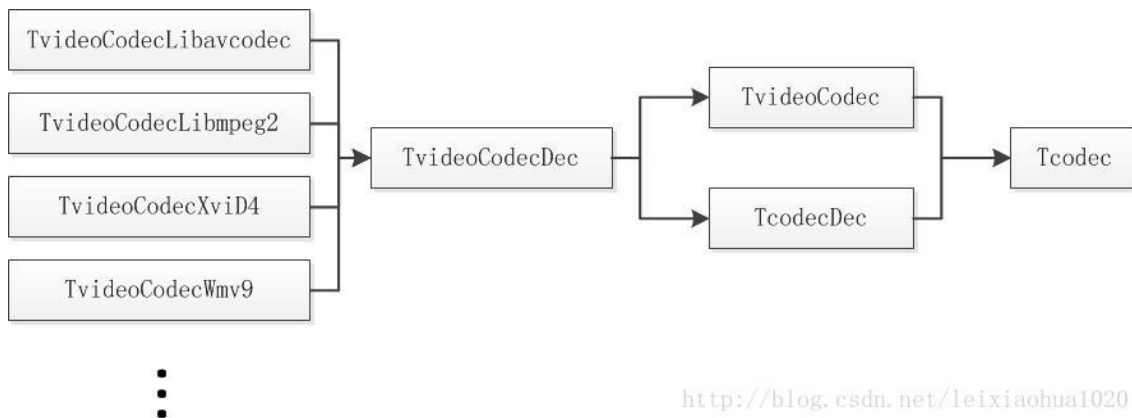 TvideoCodecLibavcodec
TvideoCodecLibmpeg2
TvideoCodecXviD4
TvideoCodecWmv9
TvideoCodecDec
TvideoCodec
TcodecDec
Tcodec
http://blog.csdn.net/leixiaohua1020